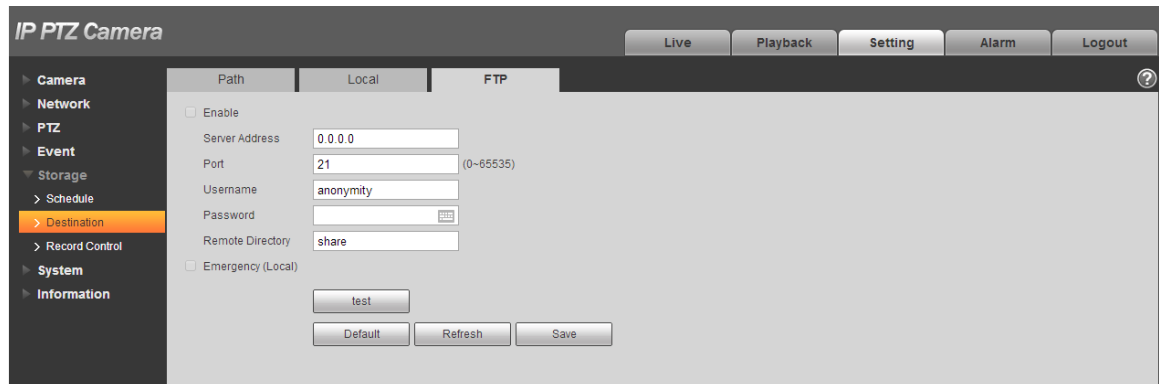 IP PTZ Camera
Live Playback Setting Alarm Logout
Camera
Network
PTZ
Event
Storage
Schedule
Destination
Record Control
System
Information
Path Local FTP
Enable
Server Address 0.0.0.0
Port 21 (0~65535)
Username anonymity
Password
Remote Directory share
Emergency (Local)
test
Default Refresh Save